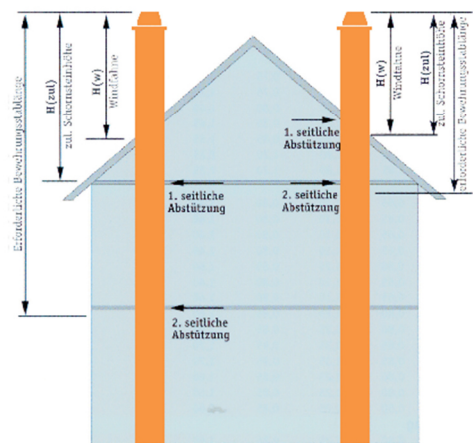 Erforderliche Bewehrungsstablänge
H(zul)
zul. Schornsteinhöhe
H(w)
Windfahne
H(w)
Windfahne
H(zul)
zul. Schornsteinhöhe
erforderliche Bewehrungsstablänge
1. seitliche
Abstützung
1. seitliche
Abstützung
2. seitliche
Abstützung
2. seitliche
Abstützung